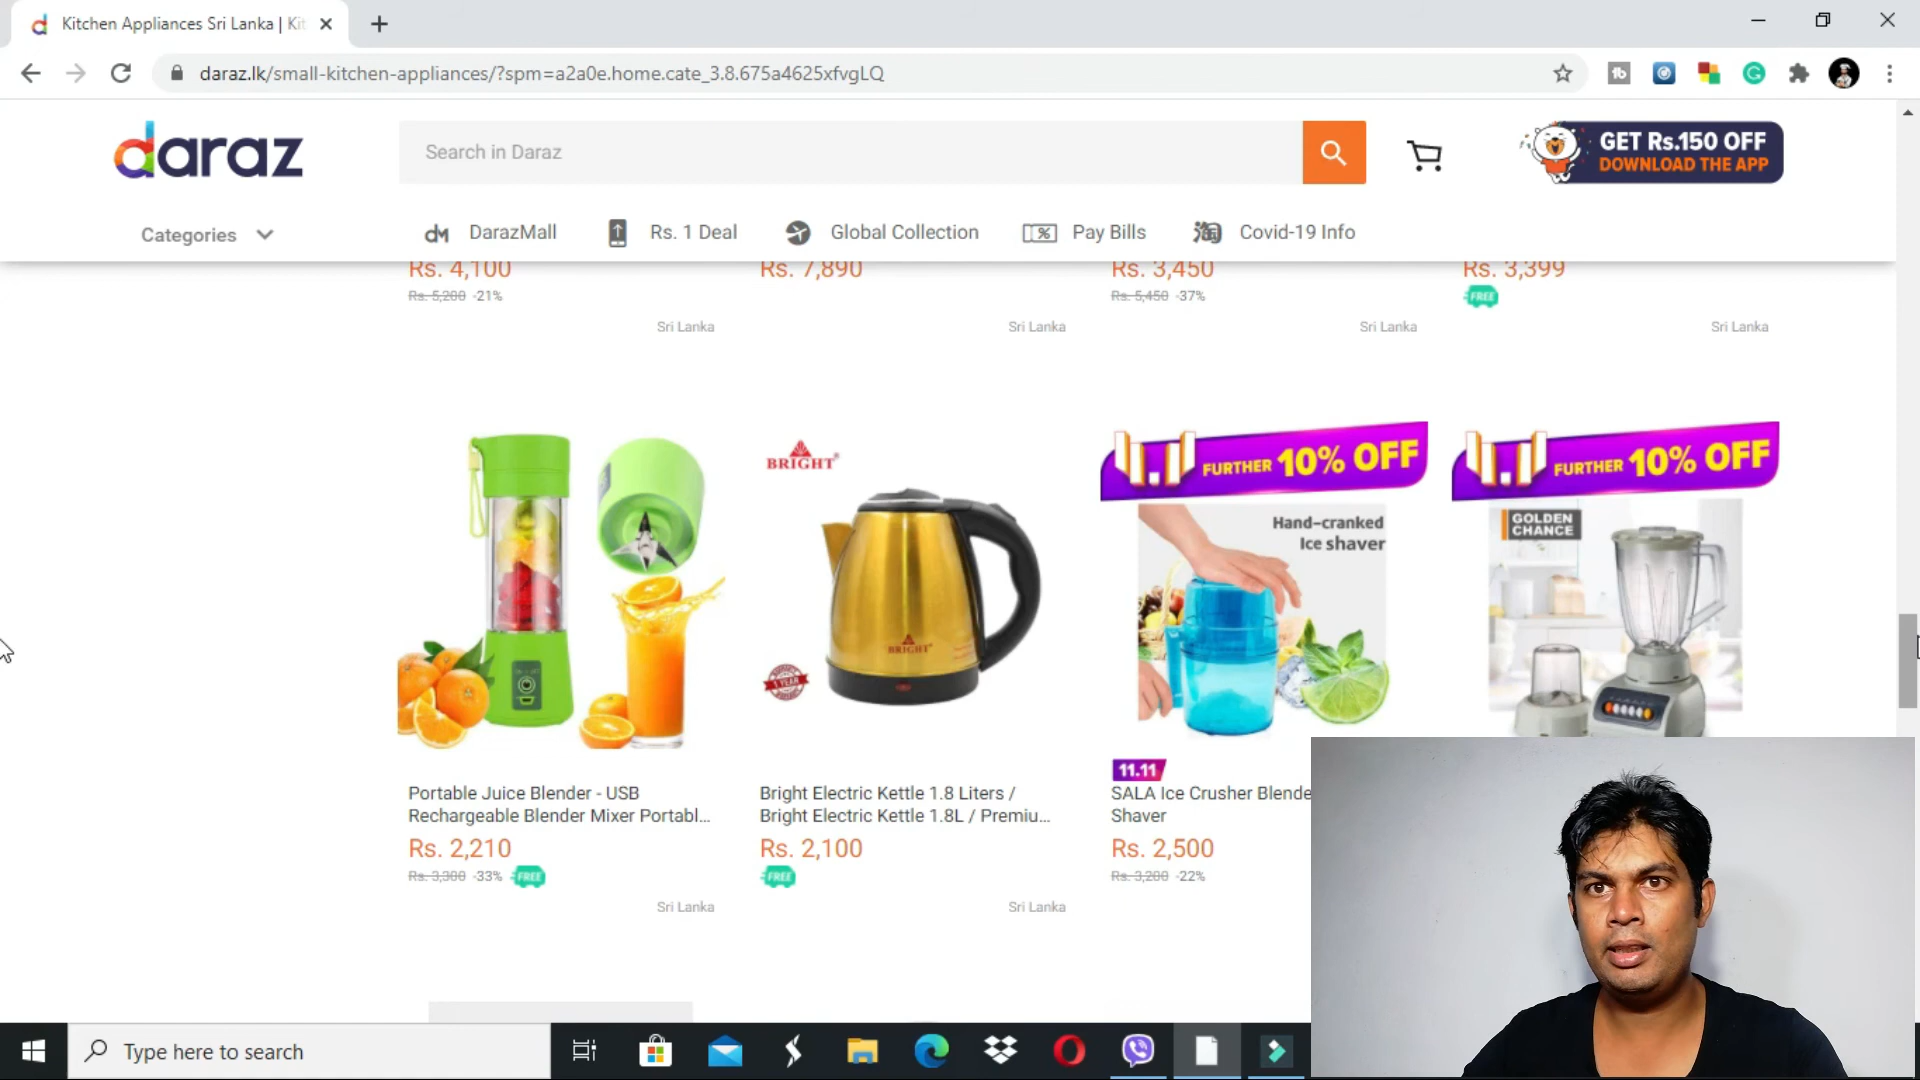 Kitchen Appliances Sri Lanka | Kit
daraz.lk/small-kitchen-appliances/?spm=a2a0e.home.cate_3.8.675a4625xfvgLQ
daraz
Search in Daraz
GET Rs.150 OFF
DOWNLOAD THE APP
Categories
DarazMall
Rs. 1 Deal
Global Collection
Pay Bills
Covid-19 Info
Rs. 4,100
Rs. 7,890
Rs. 3,450
Rs. 3,399
Rs. 5,200 -21%
Rs. 5,450 -37%
FREE
Sri Lanka
Sri Lanka
Sri Lanka
Sri Lanka
BRIGHT
BRIGHT
1 YEAR
11.11 FURTHER 10% OFF
Hand-cranked
Ice shaver
11.11 FURTHER 10% OFF
GOLDEN
CHANCE
Portable Juice Blender - USB
Rechargeable Blender Mixer Portabl...
Rs. 2,210
Rs. 3,300 -33% FREE
Sri Lanka
Bright Electric Kettle 1.8 Liters /
Bright Electric Kettle 1.8L / Premiu...
Rs. 2,100
FREE
Sri Lanka
11.11
SALA Ice Crusher Blende
Shaver
Rs. 2,500
Rs. 3,200 -22%
Type here to search